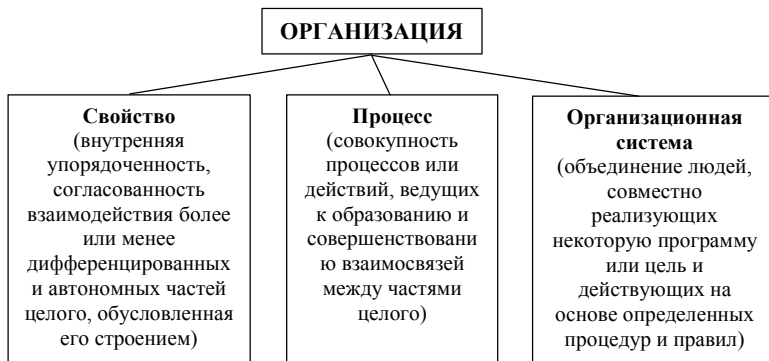 ОРГАНИЗАЦИЯ
Свойство
(внутренняя
упорядоченность,
согласованность
взаимодействия более
или менее
дифференцированных
и автономных частей
целого, обусловленная
его строением)
Процесс
(совокупность
процессов или
действий, ведущих
к образованию и
совершенствовани
ю взаимосвязей
между частями
целого)
Организационная
система
(объединение людей,
совместно
реализующих
некоторую программу
или цель и
действующих на
основе определенных
процедур и правил)